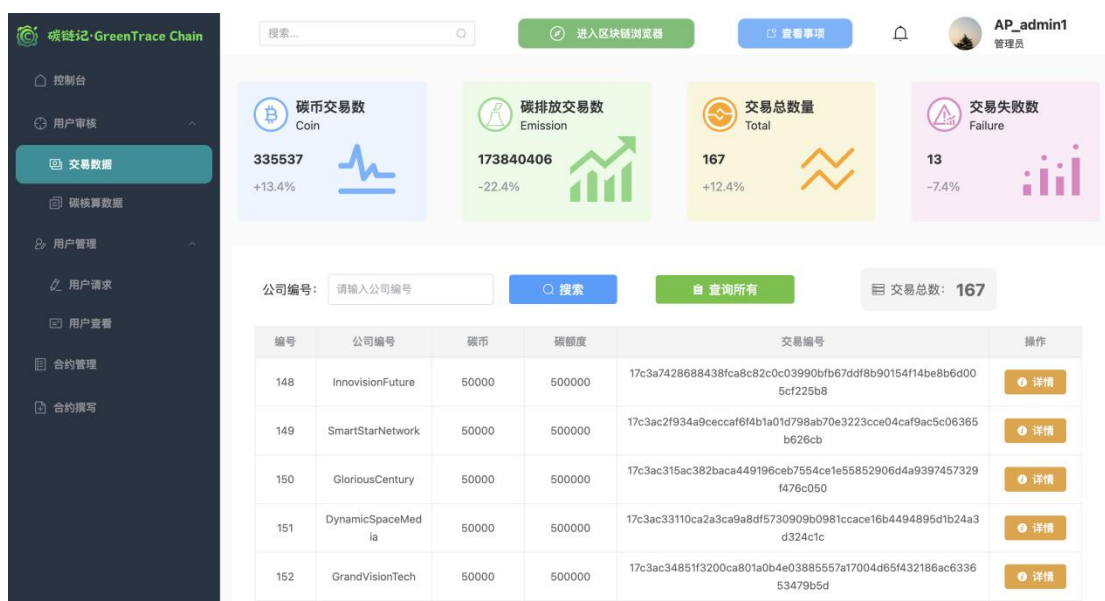 碳链记·GreenTrace Chain
搜索...
进入区块链浏览器
查看事项
AP_admin1
管理员
控制台
用户审核
交易数据
碳核算数据
用户管理
用户请求
用户查看
合约管理
合约撰写
碳币交易数
Coin
335537
+13.4%
碳排放交易数
Emission
173840406
-22.4%
交易总数量
Total
167
+12.4%
交易失败数
Failure
13
-7.4%
公司编号：
请输入公司编号
搜索
查询所有
交易总数： 167
编号 公司编号 碳币 碳额度 交易编号 操作
148 InnovisionFuture 50000 500000 17c3a7428688438fca8c82c0c03990bfb67ddf8b90154f14be8b6d00
5cf225b8
详情
149 SmartStarNetwork 50000 500000 17c3ac2f934a9ceccaf6f4b1a01d798ab70e3223cce04caf9ac5c06365
b626cb
详情
150 GloriousCentury 50000 500000 17c3ac315ac382baca449196ceb7554ce1e55852906d4a9397457329
f476c050
详情
151 DynamicSpaceMed
ia
50000 500000 17c3ac33110ca2a3ca9a8df5730909b0981ccace16b4494895d1b24a3
d324c1c
详情
152 GrandVisionTech 50000 500000 17c3ac34851f3200ca801a0b4e03885557a17004d65f432186ac6336
53479b5d
详情